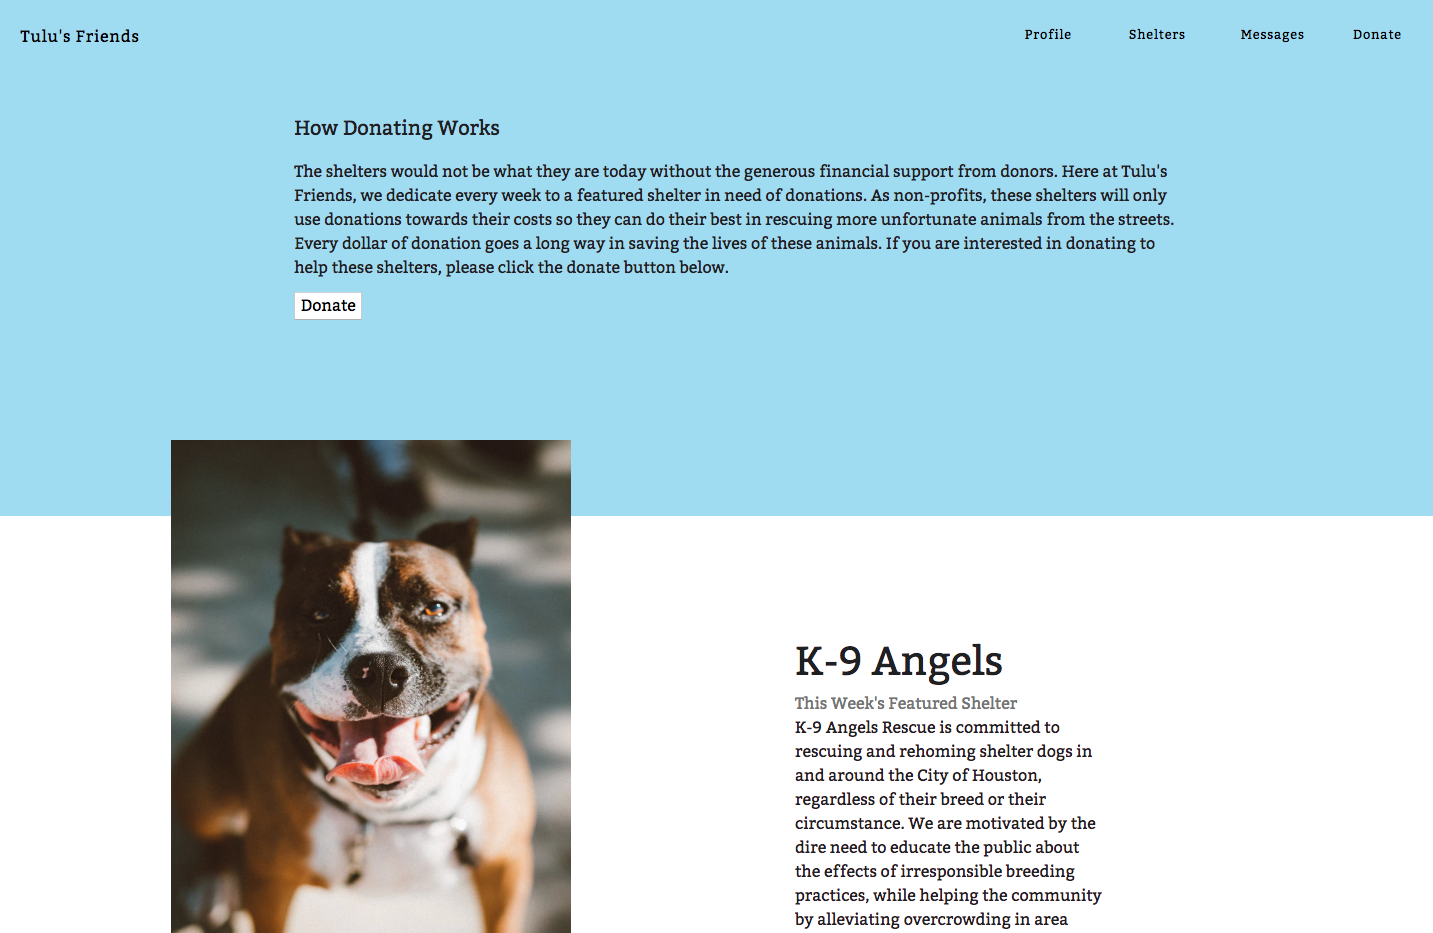 Tulu's Friends
Profile
Shelters
Messages
Donate
How Donating Works
The shelters would not be what they are today without the generous financial support from donors. Here at Tulu's
Friends, we dedicate every week to a featured shelter in need of donations. As non-profits, these shelters will only
use donations towards their costs so they can do their best in rescuing more unfortunate animals from the streets.
Every dollar of donation goes a long way in saving the lives of these animals. If you are interested in donating to
help these shelters, please click the donate button below.
Donate
K-9 Angels
This Week's Featured Shelter
K-9 Angels Rescue is committed to
rescuing and rehoming shelter dogs in
and around the City of Houston,
regardless of their breed or their
circumstance. We are motivated by the
dire need to educate the public about
the effects of irresponsible breeding
practices, while helping the community
by alleviating overcrowding in area